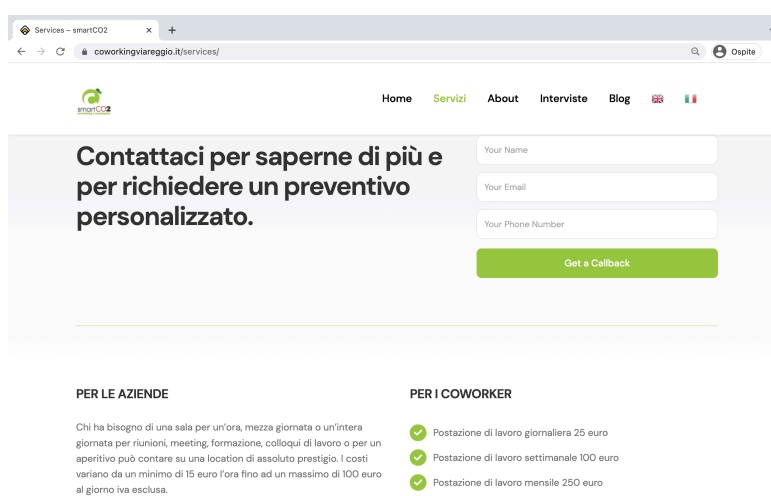 Services – smartCO2
coworkingviareggio.it/services/
Ospite
smartCO2
Home Servizi About Interviste Blog
Contattaci per saperne di più e
per richiedere un preventivo
personalizzato.
Your Name
Your Email
Your Phone Number
Get a Callback
PER LE AZIENDE
Chi ha bisogno di una sala per un'ora, mezza giornata o un'intera
giornata per riunioni, meeting, formazione, colloqui di lavoro o per un
aperitivo può contare su una location di assoluto prestigio. I costi
variano da un minimo di 15 euro l'ora fino ad un massimo di 100 euro
al giorno iva esclusa.
PER I COWORKER
Postazione di lavoro giornaliera 25 euro
Postazione di lavoro settimanale 100 euro
Postazione di lavoro mensile 250 euro